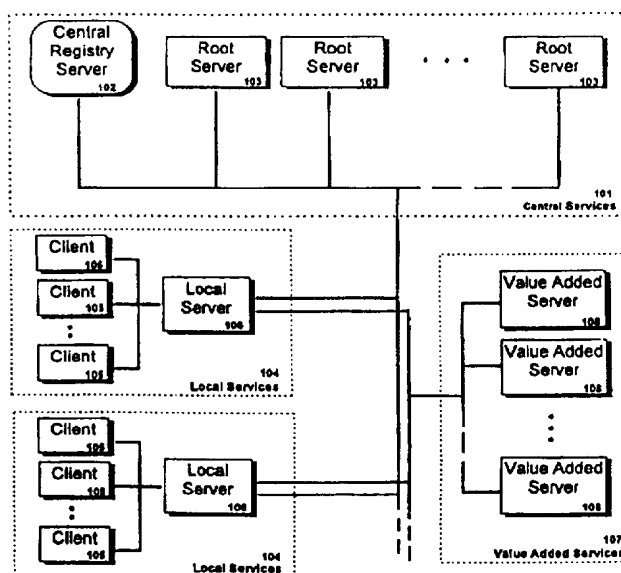 Central
Registry
Server
102
Root
Server
103
Root
Server
103
. . .
Root
Server
103
101
Central Services
Client
105
Client
105
Client
105
Local
Server
106
104
Local Services
Client
105
Client
105
Client
105
Local
Server
106
104
Local Services
Value Added
Server
108
Value Added
Server
108
Value Added
Server
108
107
Value Added Services